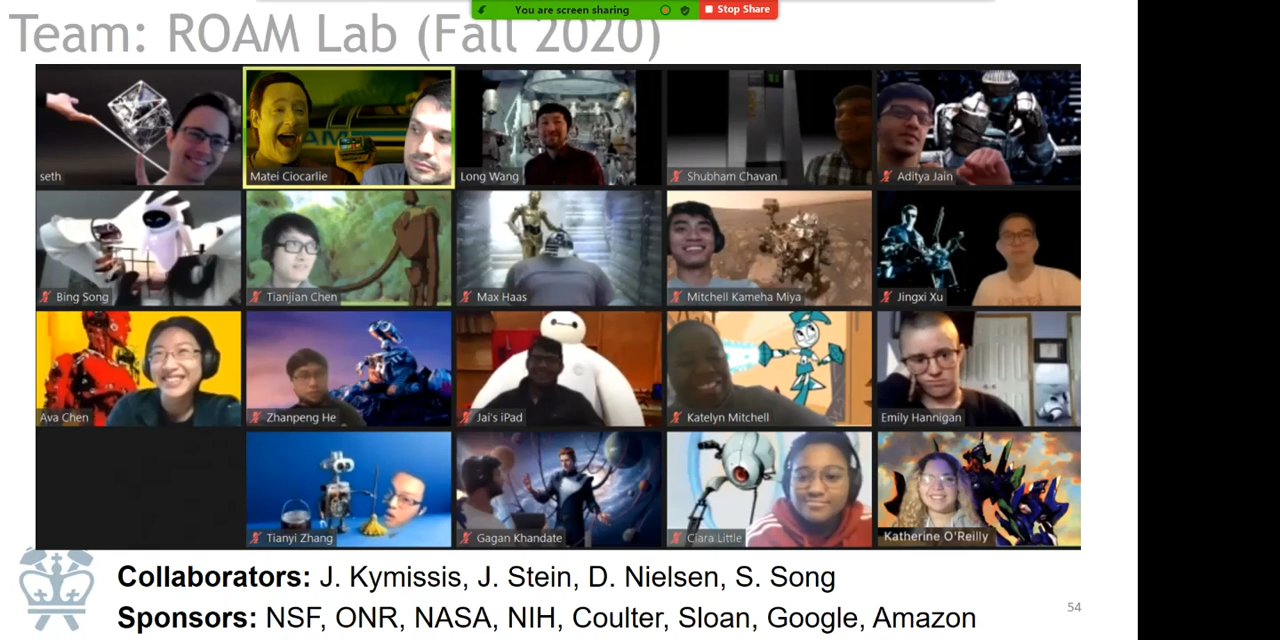 You are screen sharing
Stop Share
Team: ROAM Lab (Fall 2020)
seth
Matei Ciocarlie
Long Wang
Shubham Chavan
Aditya Jain
Bing Song
Tianjian Chen
Max Haas
Mitchell Kameha Miya
Jingxi Xu
Ava Chen
Zhanpeng He
Jai's iPad
Katelyn Mitchell
Emily Hannigan
Tianyi Zhang
Gagan Khandate
Ciara Little
Katherine O'Reilly
Collaborators: J. Kymissis, J. Stein, D. Nielsen, S. Song
Sponsors: NSF, ONR, NASA, NIH, Coulter, Sloan, Google, Amazon
54